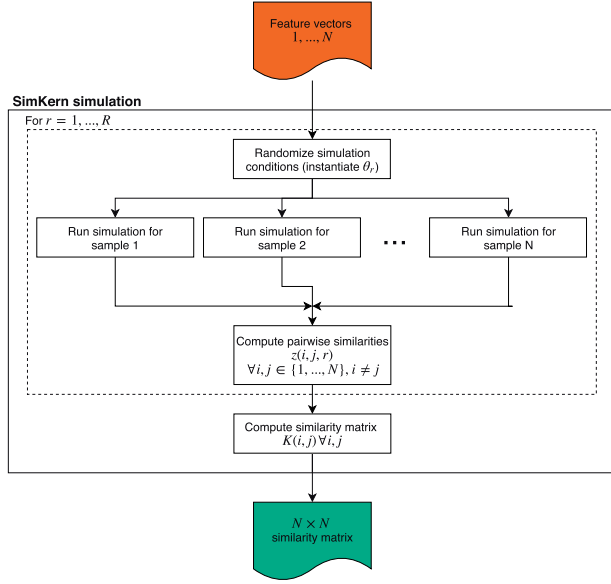 Feature vectors
1, ..., N
SimKern simulation
For r = 1, ..., R
Randomize simulation
conditions (instantiate θ_r)
Run simulation for
sample 1
Run simulation for
sample 2
...
Run simulation for
sample N
Compute pairwise similarities
z(i, j, r)
∀i, j ∈ {1, ..., N}, i ≠ j
Compute similarity matrix
K(i, j) ∀i, j
N × N
similarity matrix